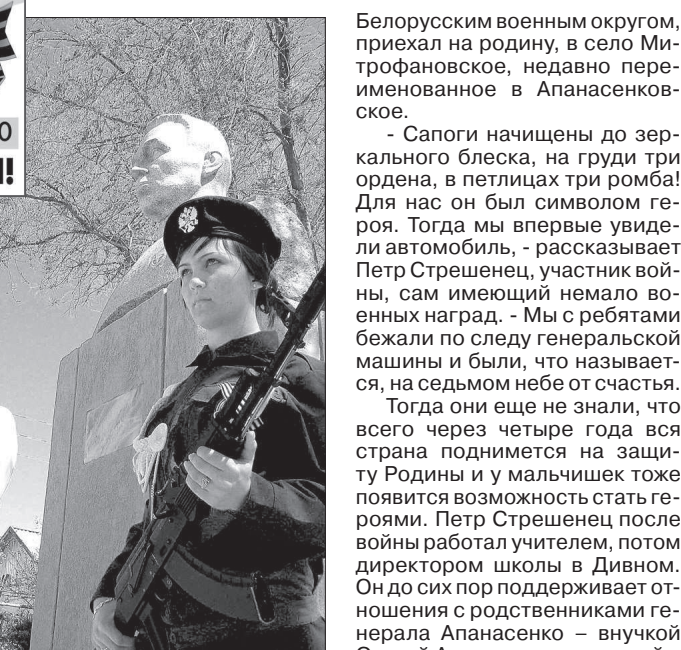 0
!
Белорусским военным округом,
приехал на родину, в село Ми-
трофановское, недавно пере-
именованное в Апанасенков-
ское.
- Сапоги начищены до зер-
кального блеска, на груди три
ордена, в петлицах три ромба!
Для нас он был символом ге-
роя. Тогда мы впервые увиде-
ли автомобиль, - рассказывает
Петр Стрешенец, участник вой-
ны, сам имеющий немало во-
енных наград. - Мы с ребятами
бежали по следу генеральской
машины и были, что называет-
ся, на седьмом небе от счастья.
Тогда они еще не знали, что
всего через четыре года вся
страна поднимется на защи-
ту Родины и у мальчишек тоже
появится возможность стать ге-
роями. Петр Стрешенец после
войны работал учителем, потом
директором школы в Дивном.
Он до сих пор поддерживает от-
ношения с родственниками ге-
нерала Апанасенко – внучкой